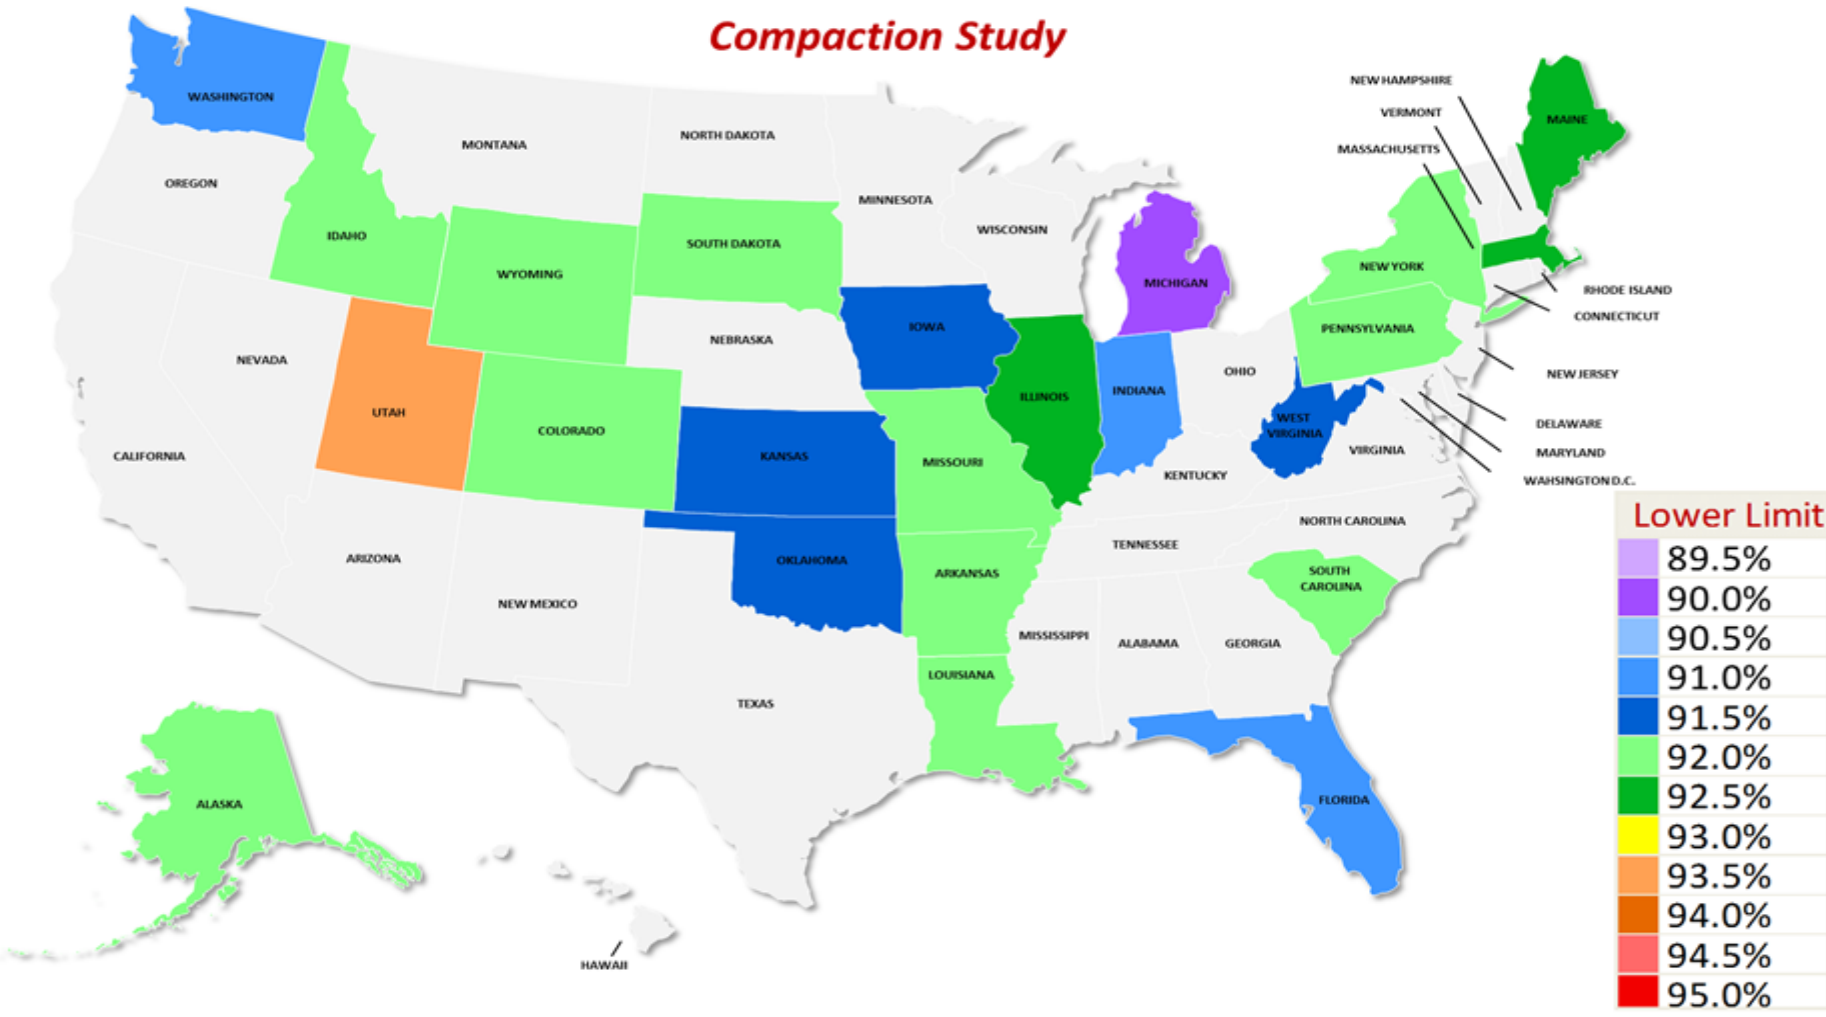 Compaction Study
NEW HAMPSHIRE
VERMONT
MASSACHUSETTS
MAINE
WASHINGTON
MONTANA
NORTH DAKOTA
OREGON
MINNESOTA
IDAHO
WISCONSIN
SOUTH DAKOTA
WYOMING
MICHIGAN
NEW YORK
RHODE ISLAND
CONNECTICUT
IOWA
PENNSYLVANIA
NEBRASKA
NEVADA
OHIO
NEW JERSEY
UTAH
COLORADO
ILLINOIS
INDIANA
WEST
VIRGINIA
DELAWARE
CALIFORNIA
KANSAS
MISSOURI
KENTUCKY
VIRGINIA
MARYLAND
WAHSINGTON D.C.
NORTH CAROLINA
ARIZONA
OKLAHOMA
ARKANSAS
TENNESSEE
SOUTH
CAROLINA
NEW MEXICO
MISSISSIPPI
ALABAMA
GEORGIA
TEXAS
LOUISIANA
ALASKA
FLORIDA
HAWAII
Lower Limit
89.5%
90.0%
90.5%
91.0%
91.5%
92.0%
92.5%
93.0%
93.5%
94.0%
94.5%
95.0%